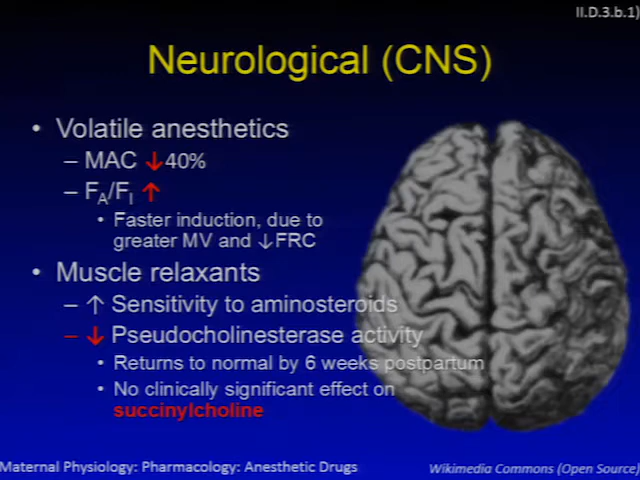 II.D.3.b.1)
Neurological (CNS)
• Volatile anesthetics
– MAC ↓40%
– FA/FI ↑
• Faster induction, due to
greater MV and ↓FRC
• Muscle relaxants
– ↑ Sensitivity to aminosteroids
– ↓ Pseudocholinesterase activity
• Returns to normal by 6 weeks postpartum
• No clinically significant effect on
succinylcholine
Maternal Physiology: Pharmacology: Anesthetic Drugs
Wikimedia Commons (Open Source)